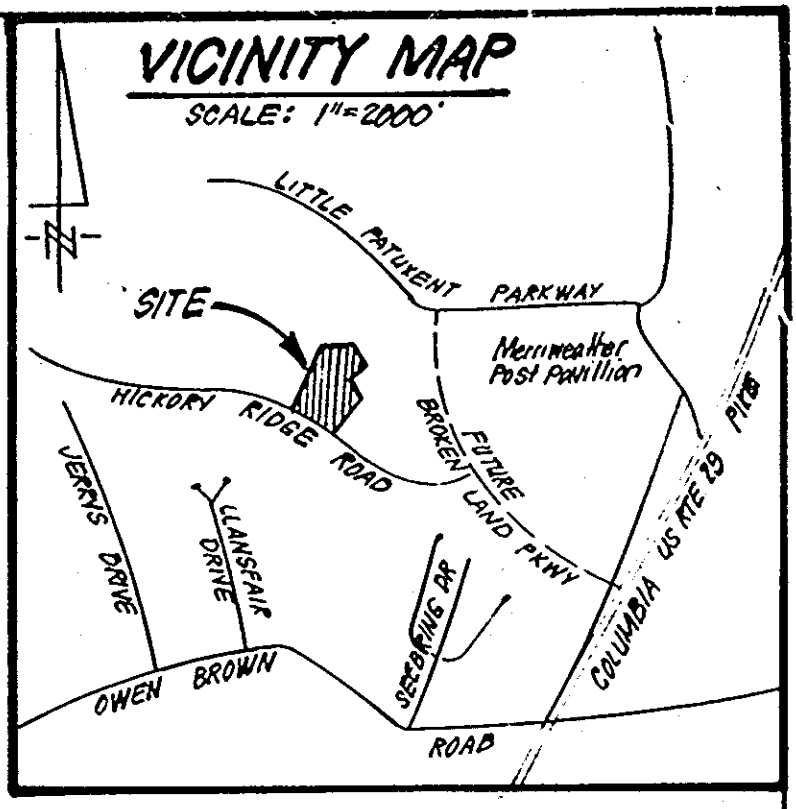 VICINITY MAP
SCALE: 1"=2000'
LITTLE PATUXENT PARKWAY
N
SITE
Merriweather
Post Pavillion
HICKORY RIDGE ROAD
FUTURE
BROKEN LAND PKWY
JERRYS DRIVE
LLANSFAIR
DRIVE
SEEBRING DR
COLUMBIA US RTE 29 PIKE
OWEN BROWN ROAD